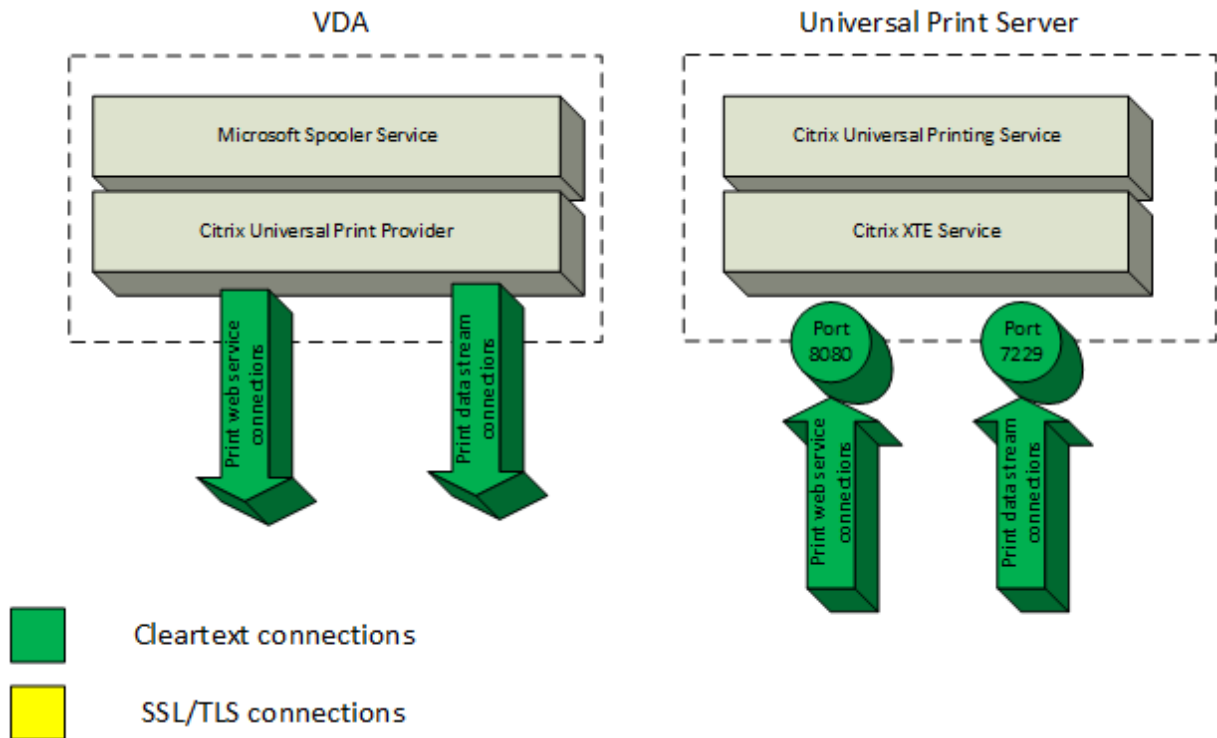 VDA
Universal Print Server
Microsoft Spooler Service
Citrix Universal Print Provider
Citrix Universal Printing Service
Citrix XTE Service
Print web service
connections
Print data stream
connections
Port
8080
Port
7229
Print web service
connections
Print data stream
connections
Cleartext connections
SSL/TLS connections